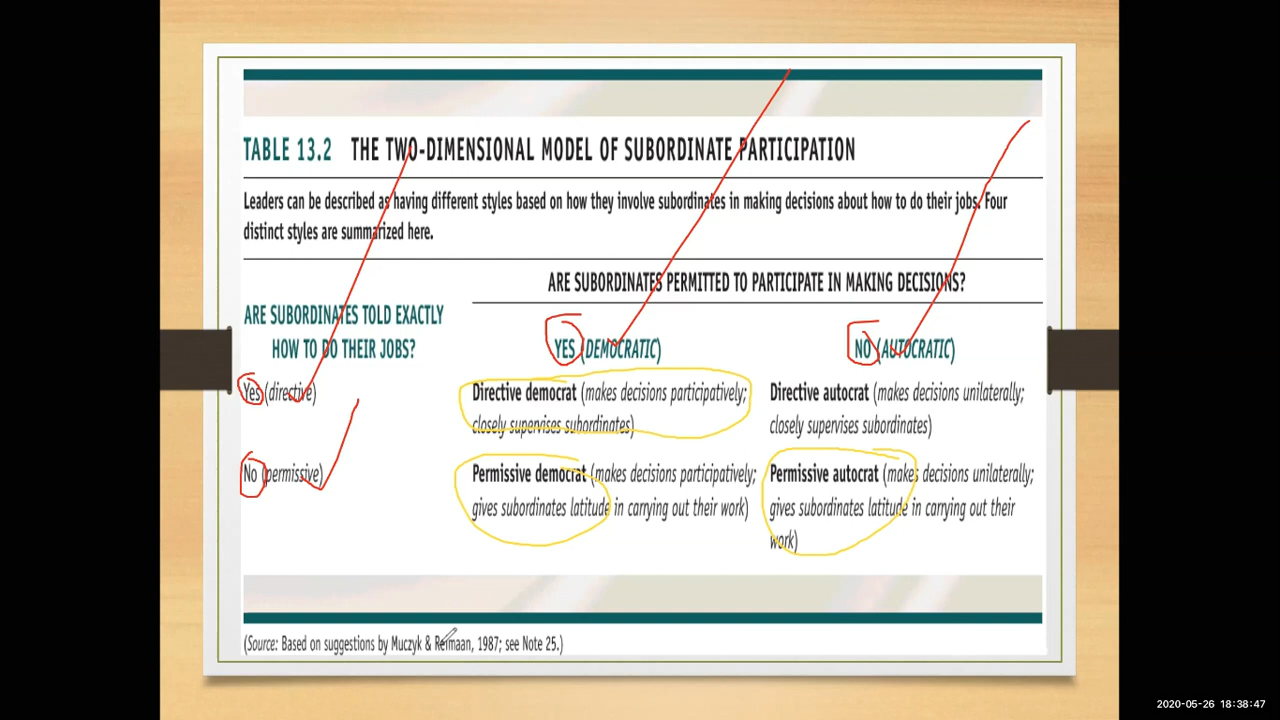 TABLE 13.2 THE TWO-DIMENSIONAL MODEL OF SUBORDINATE PARTICIPATION
Leaders can be described as having different styles based on how they involve subordinates in making decisions about how to do their jobs. Four
distinct styles are summarized here.
ARE SUBORDINATES PERMITTED TO PARTICIPATE IN MAKING DECISIONS?
ARE SUBORDINATES TOLD EXACTLY
HOW TO DO THEIR JOBS?
YES (DEMOCRATIC)
NO (AUTOCRATIC)
Yes (directive)
Directive democrat (makes decisions participatively;
closely supervises subordinates)
Directive autocrat (makes decisions unilaterally;
closely supervises subordinates)
No (permissive)
Permissive democrat (makes decisions participatively;
gives subordinates latitude in carrying out their work)
Permissive autocrat (makes decisions unilaterally;
gives subordinates latitude in carrying out their
work)
(Source: Based on suggestions by Muczyk & Reimaan, 1987; see Note 25.)
2020-05-26 18:38:47